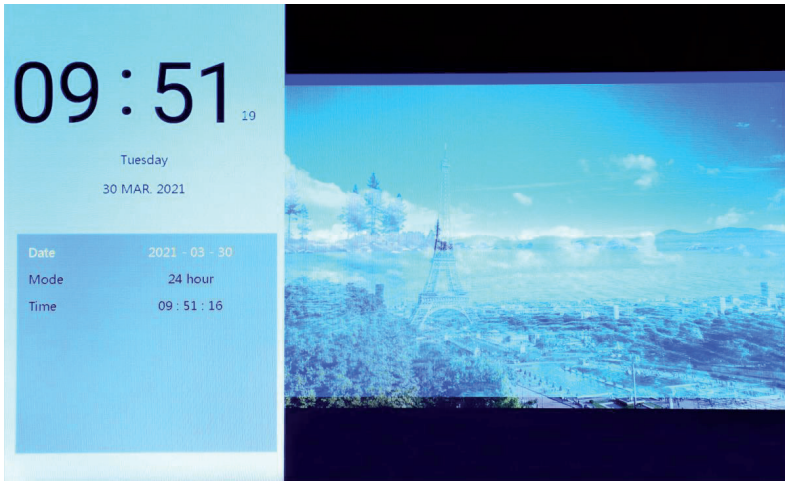 09 : 51 19
Tuesday
30 MAR. 2021
Date 2021 - 03 - 30
Mode 24 hour
Time 09 : 51 : 16